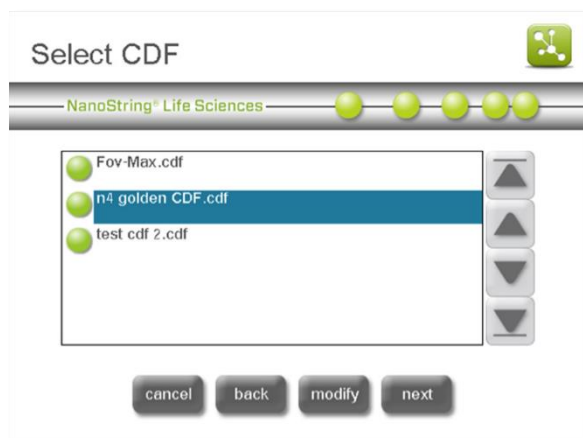 Select CDF
NanoString® Life Sciences
Fov-Max.cdf
n4 golden CDF.cdf
test cdf 2.cdf
cancel back modify next